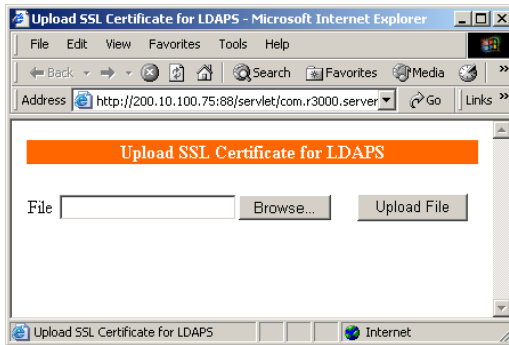 Upload SSL Certificate for LDAPS - Microsoft Internet Explorer
File Edit View Favorites Tools Help
Back Search Favorites Media »
Address http://200.10.100.75:88/servlet/com.r3000.server Go Links »
Upload SSL Certificate for LDAPS
File Browse... Upload File
Upload SSL Certificate for LDAPS Internet